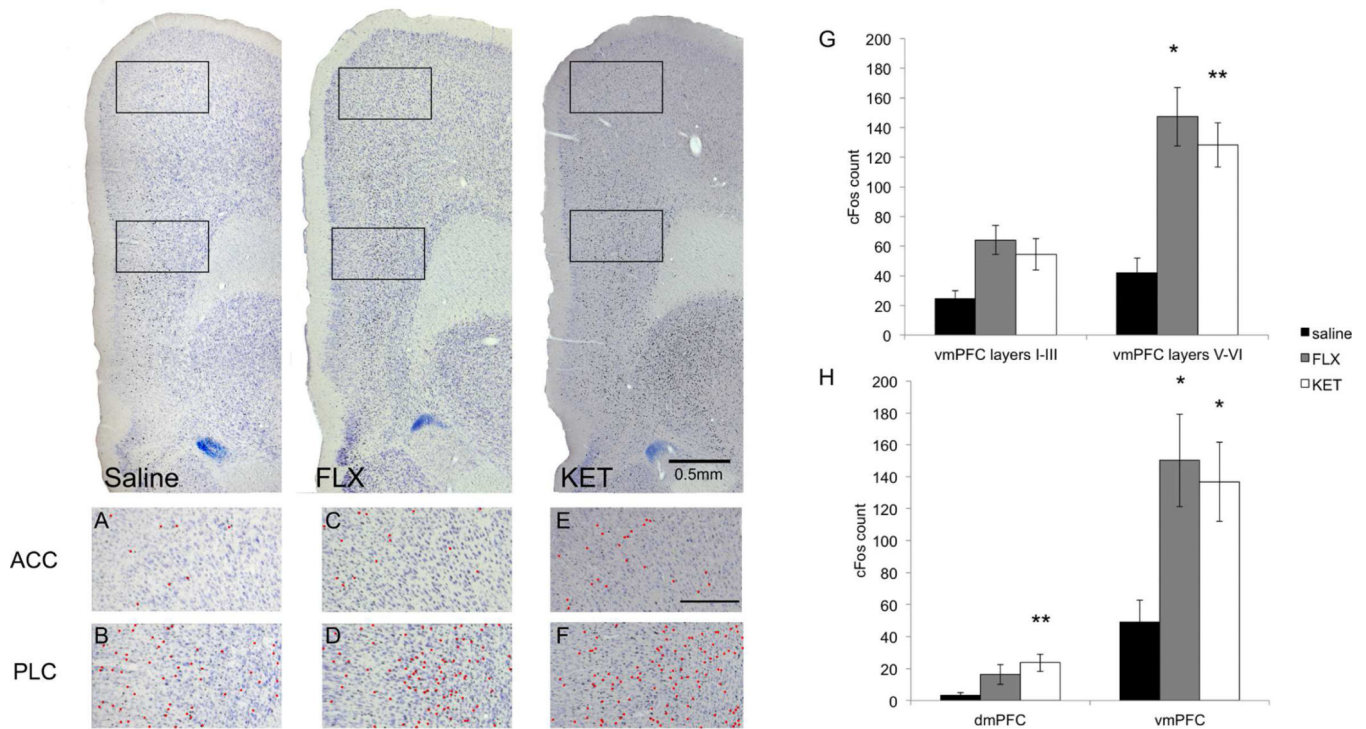 Saline
FLX
KET
0.5mm
ACC
A
C
E
PLC
B
D
F
G
200
180
160
140
120
100
80
60
40
20
0
cFos count
*
**
vmPFC layers I-III
vmPFC layers V-VI
saline
FLX
KET
H
200
180
160
140
120
100
80
60
40
20
0
cFos count
**
*
*
dmPFC
vmPFC